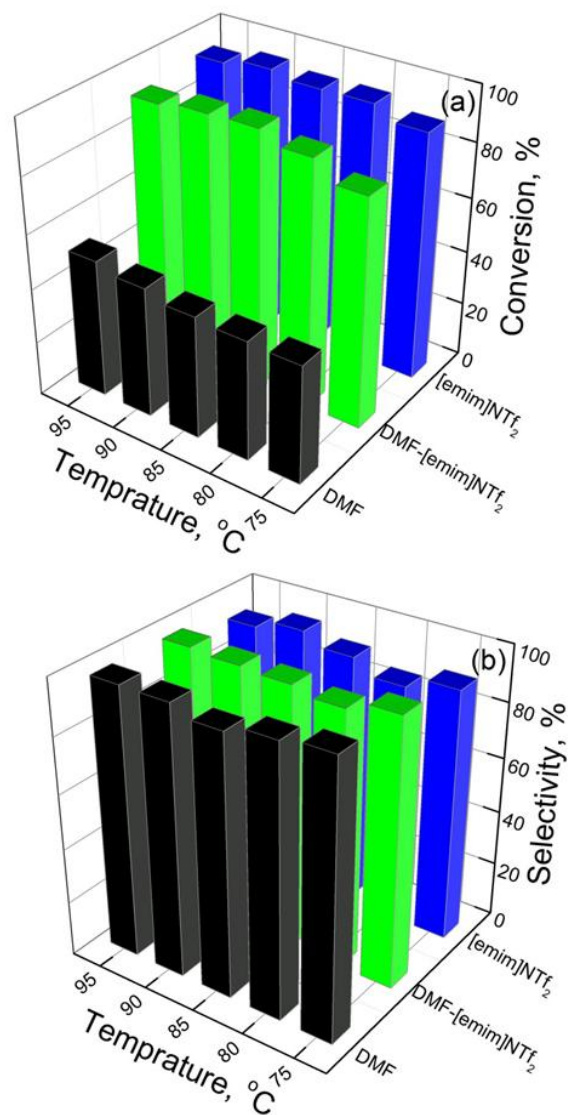 (a)
100
80
60
40
20
0
Conversion, %
[emim]NTf₂
DMF-[emim]NTf₂
DMF
95
90
85
80
75
Temprature, °C
(b)
100
80
60
40
20
0
Selectivity, %
[emim]NTf₂
DMF-[emim]NTf₂
DMF
95
90
85
80
75
Temprature, °C